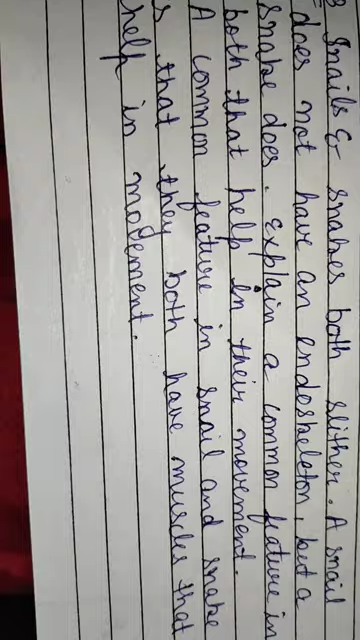 Snails & snakes both slither. A snail
does not have an endoskeleton, but a
snake does. Explain a common feature in
both that help in their movement.
A common feature in snail and snake
is that they both have muscles that
help in movement.